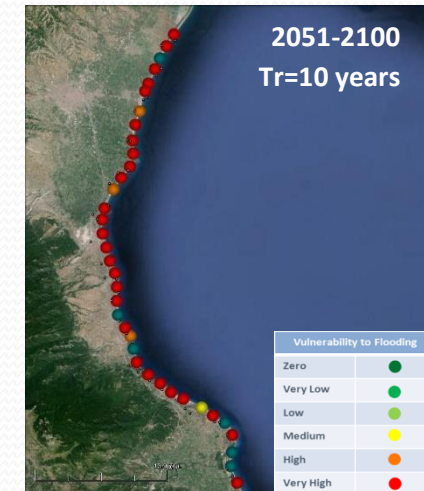 2051-2100
Tr=10 years
Vulnerability to Flooding
Zero
Very Low
Low
Medium
High
Very High